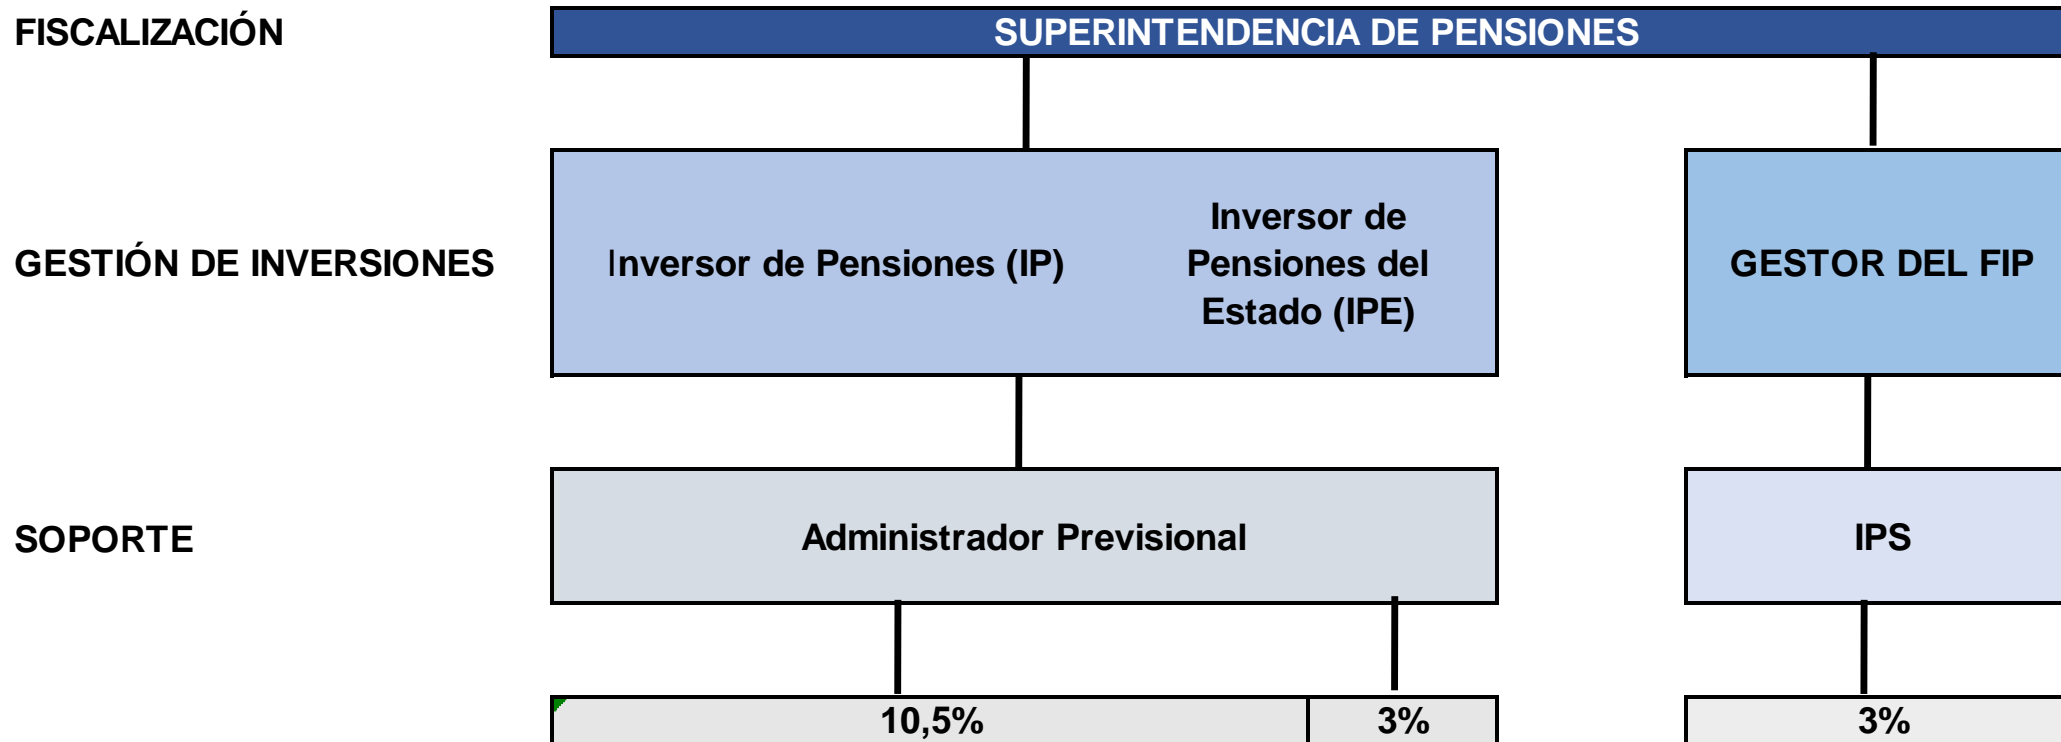 FISCALIZACIÓN
SUPERINTENDENCIA DE PENSIONES
GESTIÓN DE INVERSIONES
Inversor de Pensiones (IP)
Inversor de
Pensiones del
Estado (IPE)
GESTOR DEL FIP
SOPORTE
Administrador Previsional
IPS
10,5%
3%
3%